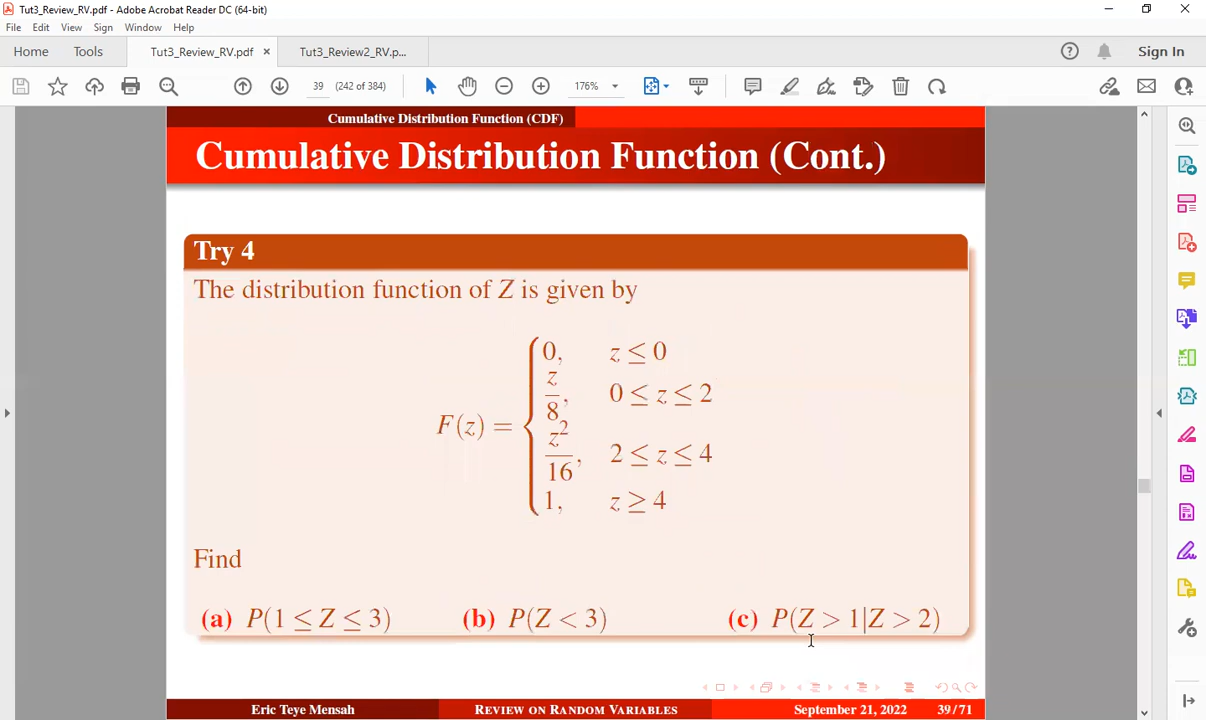 Tut3_Review_RV.pdf - Adobe Acrobat Reader DC (64-bit)
File Edit View Sign Window Help
Home Tools Tut3_Review_RV.pdf × Tut3_Review2_RV.p... Sign In
39 (242 of 384) 176%
Cumulative Distribution Function (CDF)
Cumulative Distribution Function (Cont.)
Try 4
The distribution function of Z is given by
F(z) = { 0, z ≤ 0
z/8, 0 ≤ z ≤ 2
z²/16, 2 ≤ z ≤ 4
1, z ≥ 4
Find
(a) P(1 ≤ Z ≤ 3) (b) P(Z < 3) (c) P(Z > 1|Z > 2)
Eric Teye Mensah REVIEW ON RANDOM VARIABLES September 21, 2022 39 / 71